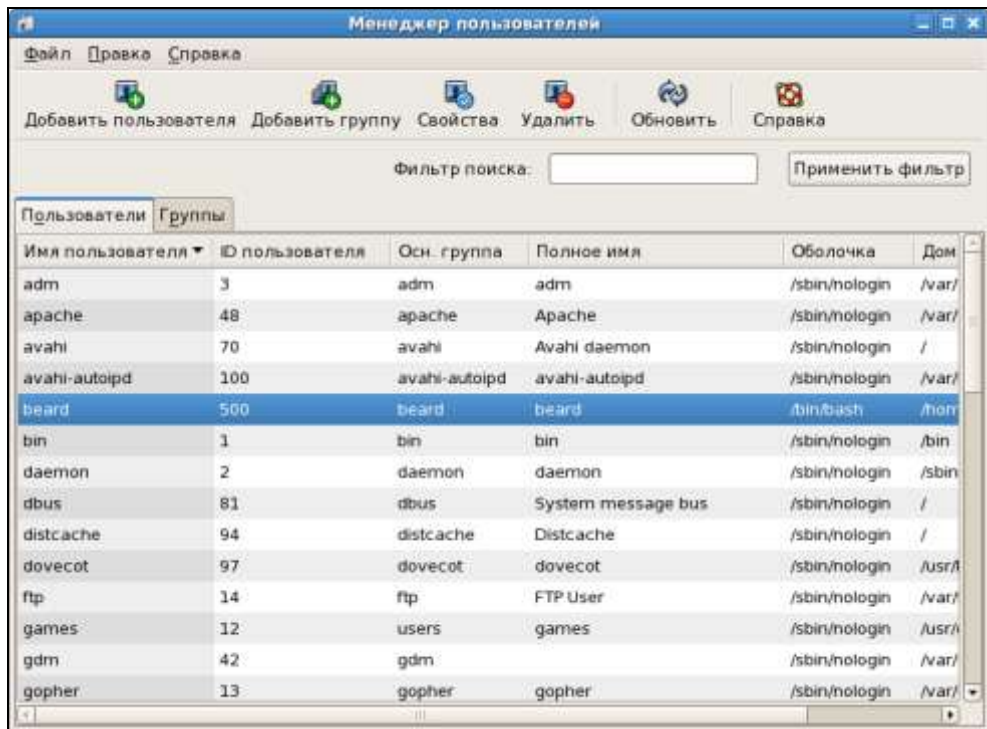 Менеджер пользователей
Файл Правка Справка
Добавить пользователя Добавить группу Свойства Удалить Обновить Справка
Фильтр поиска: Применить фильтр
Пользователи Группы
Имя пользователя ID пользователя Осн. группа Полное имя Оболочка Дом
adm 3 adm adm /sbin/nologin /var/
apache 48 apache Apache /sbin/nologin /var/
avahi 70 avahi Avahi daemon /sbin/nologin /
avahi-autoipd 100 avahi-autoipd avahi-autoipd /sbin/nologin /var/
beard 500 beard beard /bin/bash /hom
bin 1 bin bin /sbin/nologin /bin
daemon 2 daemon daemon /sbin/nologin /sbin
dbus 81 dbus System message bus /sbin/nologin /
distcache 94 distcache Distcache /sbin/nologin /
dovecot 97 dovecot dovecot /sbin/nologin /usr/
ftp 14 ftp FTP User /sbin/nologin /var/
games 12 users games /sbin/nologin /usr/
gdm 42 gdm /sbin/nologin /var/
gopher 13 gopher gopher /sbin/nologin /var/